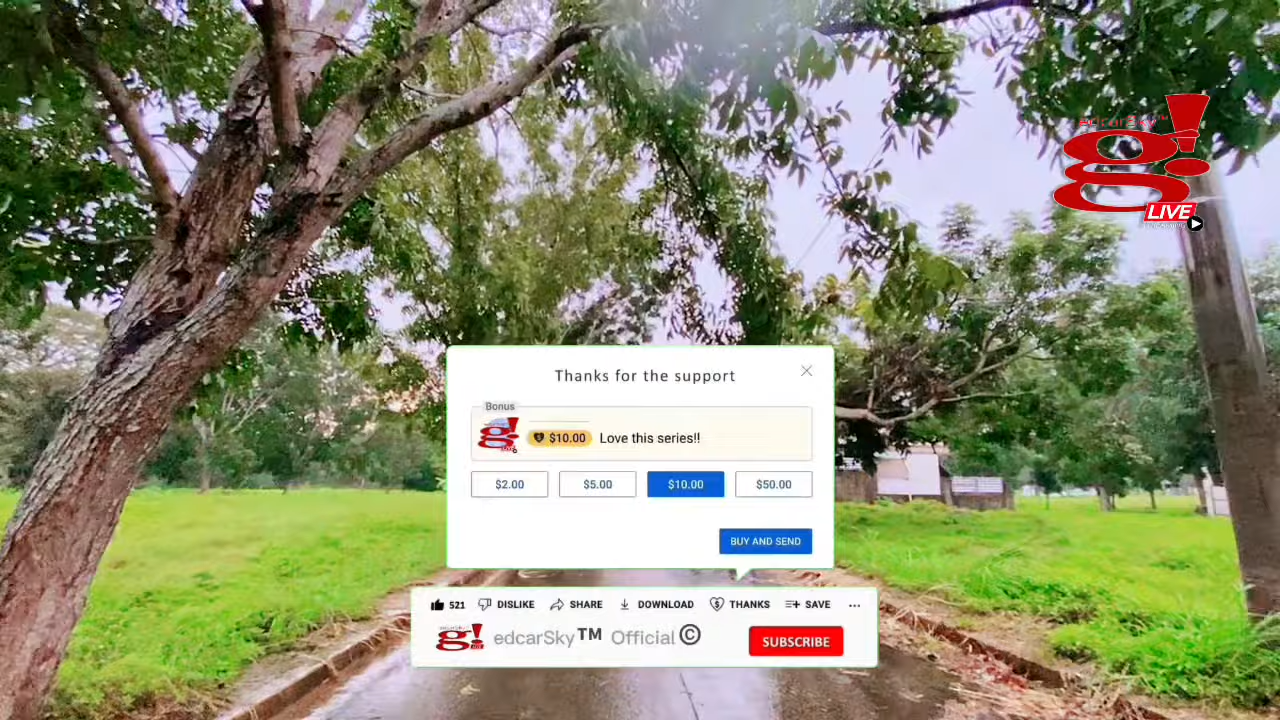 edcarSky™
g!
LIVE
Thanks for the support
Bonus
$10.00 Love this series!!
$2.00 $5.00 $10.00 $50.00
BUY AND SEND
521 DISLIKE SHARE DOWNLOAD THANKS SAVE ...
g! edcarSky™ Official © SUBSCRIBE